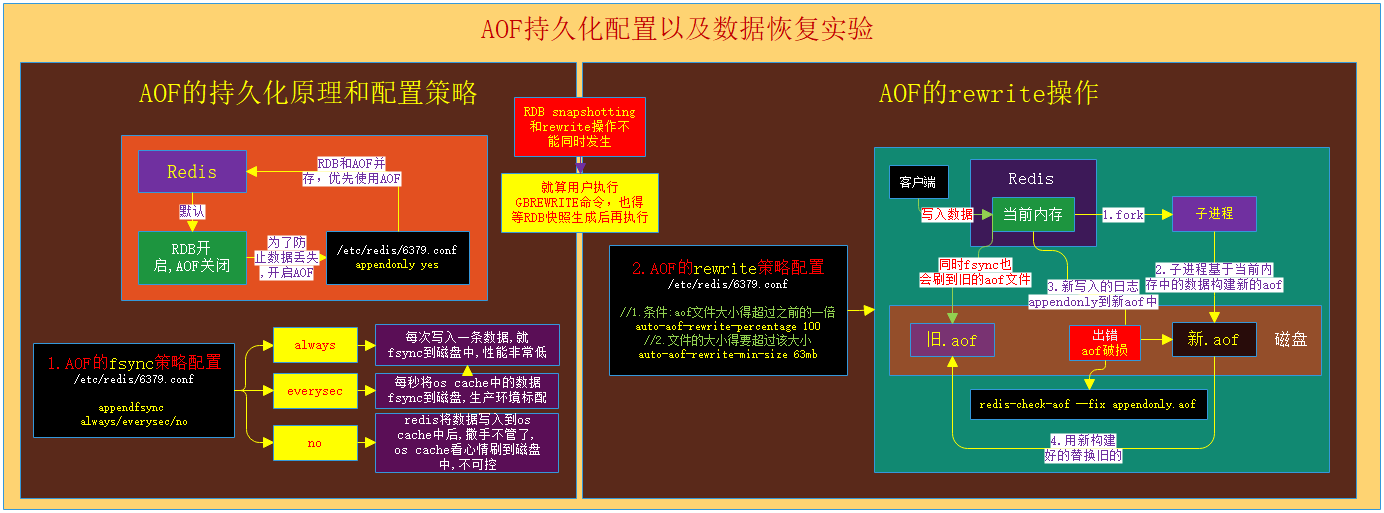 AOF持久化配置以及数据恢复实验
AOF的持久化原理和配置策略
Redis
RDB和AOF并
存，优先使用AOF
默认
RDB开
启,AOF关闭
为了防
止数据丢失
,开启AOF
/etc/redis/6379.conf
appendonly yes
1.AOF的fsync策略配置
/etc/redis/6379.conf
appendfsync
always/everysec/no
always
每次写入一条数据,就
fsync到磁盘中,性能非常低
everysec
每秒将os cache中的数据
fsync到磁盘,生产环境标配
no
redis将数据写入到os
cache中后,撒手不管了,
os cache看心情刷到磁盘
中,不可控
RDB snapshotting
和rewrite操作不
能同时发生
就算用户执行
GBREWRITE命令，也得
等RDB快照生成后再执行
AOF的rewrite操作
2.AOF的rewrite策略配置
/etc/redis/6379.conf
//1.条件:aof文件大小得超过之前的一倍
auto-aof-rewrite-percentage 100
//2.文件的大小得要超过该大小
auto-aof-rewrite-min-size 63mb
客户端
写入数据
Redis
当前内存
1.fork
子进程
同时fsync也
会刷到旧的aof文件
3.新写入的日志
appendonly到新aof中
2.子进程基于当前内
存中的数据构建新的aof
旧.aof
出错
aof破损
新.aof
磁盘
redis-check-aof --fix appendonly.aof
4.用新构建
好的替换旧的